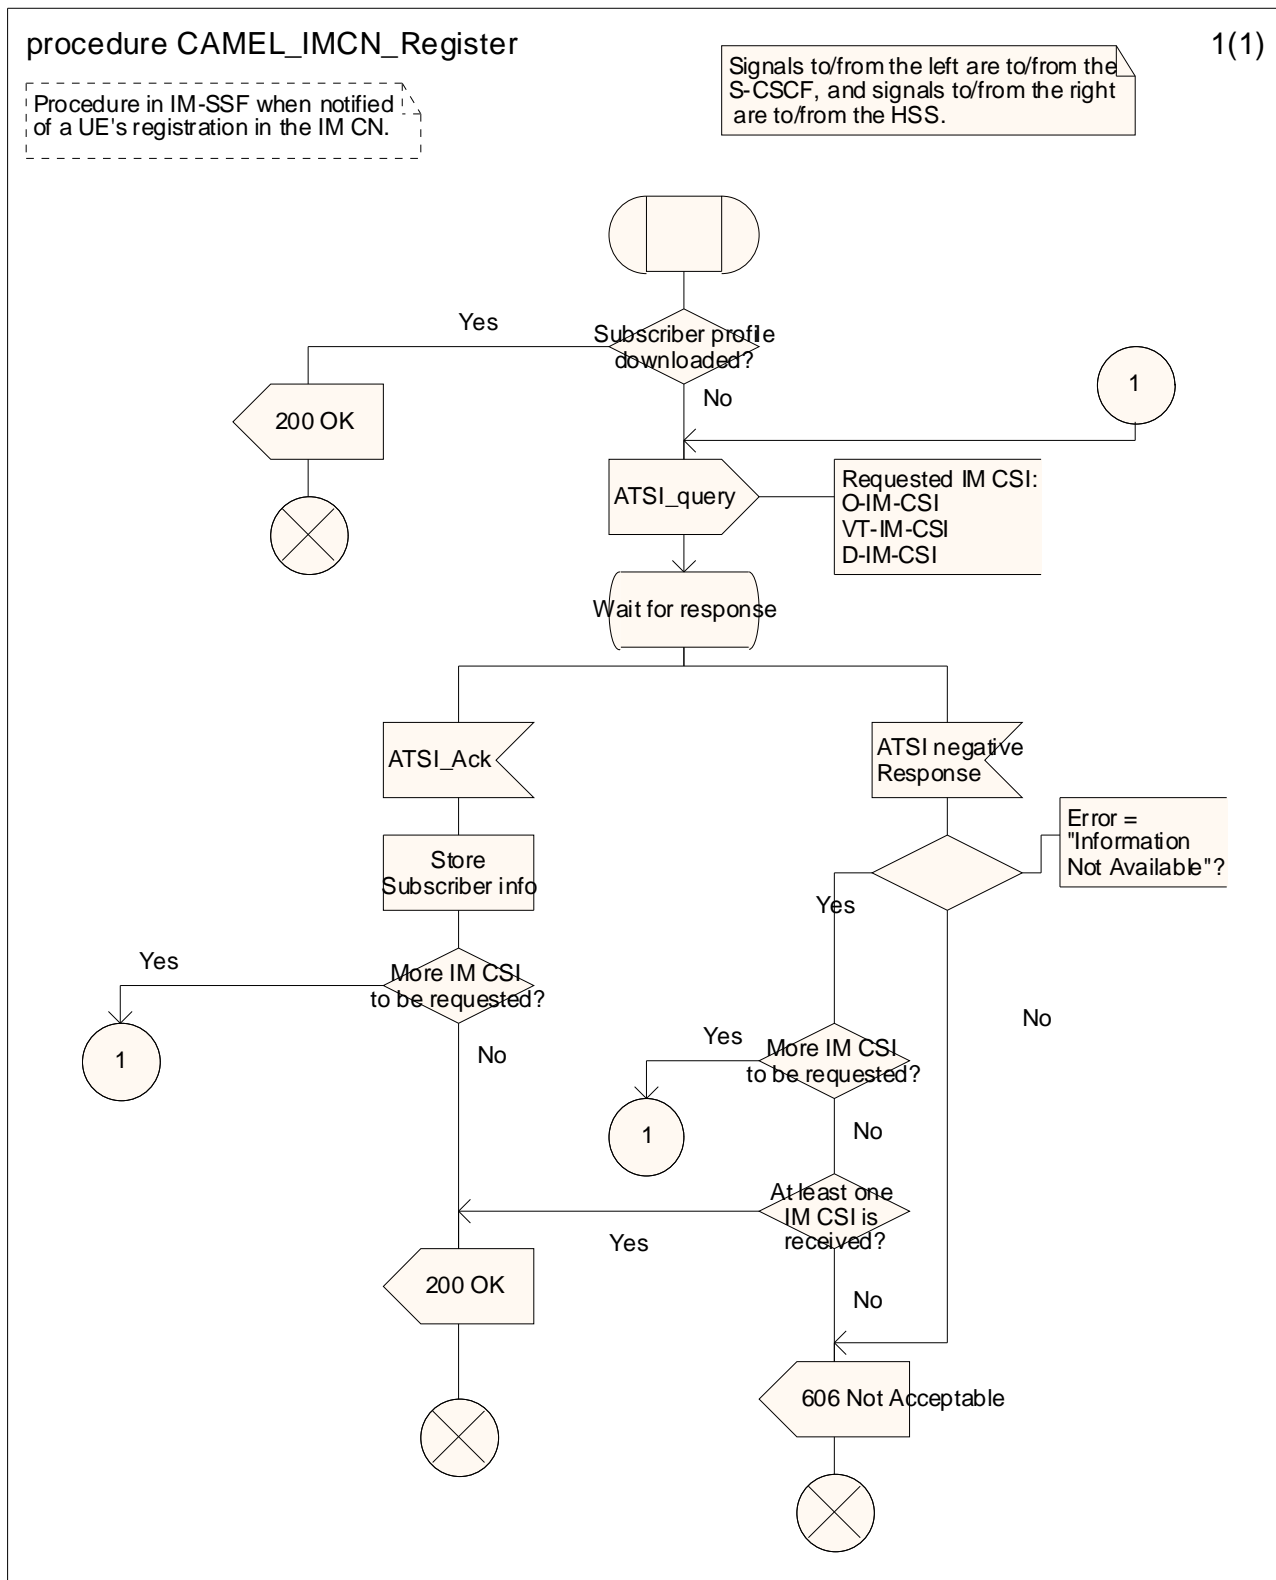 procedure CAMEL_IMCN_Register
1(1)
Procedure in IM-SSF when notified
of a UE's registration in the IM CN.
Signals to/from the left are to/from the
S-CSCF, and signals to/from the right
are to/from the HSS.
Subscriber profile
downloaded?
Yes
No
200 OK
1
ATSI_query
Requested IM CSI:
O-IM-CSI
VT-IM-CSI
D-IM-CSI
Wait for response
ATSI_Ack
ATSI negative
Response
Error =
"Information
Not Available"?
Store
Subscriber info
Yes
More IM CSI
to be requested?
Yes
No
1
No
More IM CSI
to be requested?
Yes
1
No
At least one
IM CSI is
received?
Yes
No
200 OK
606 Not Acceptable